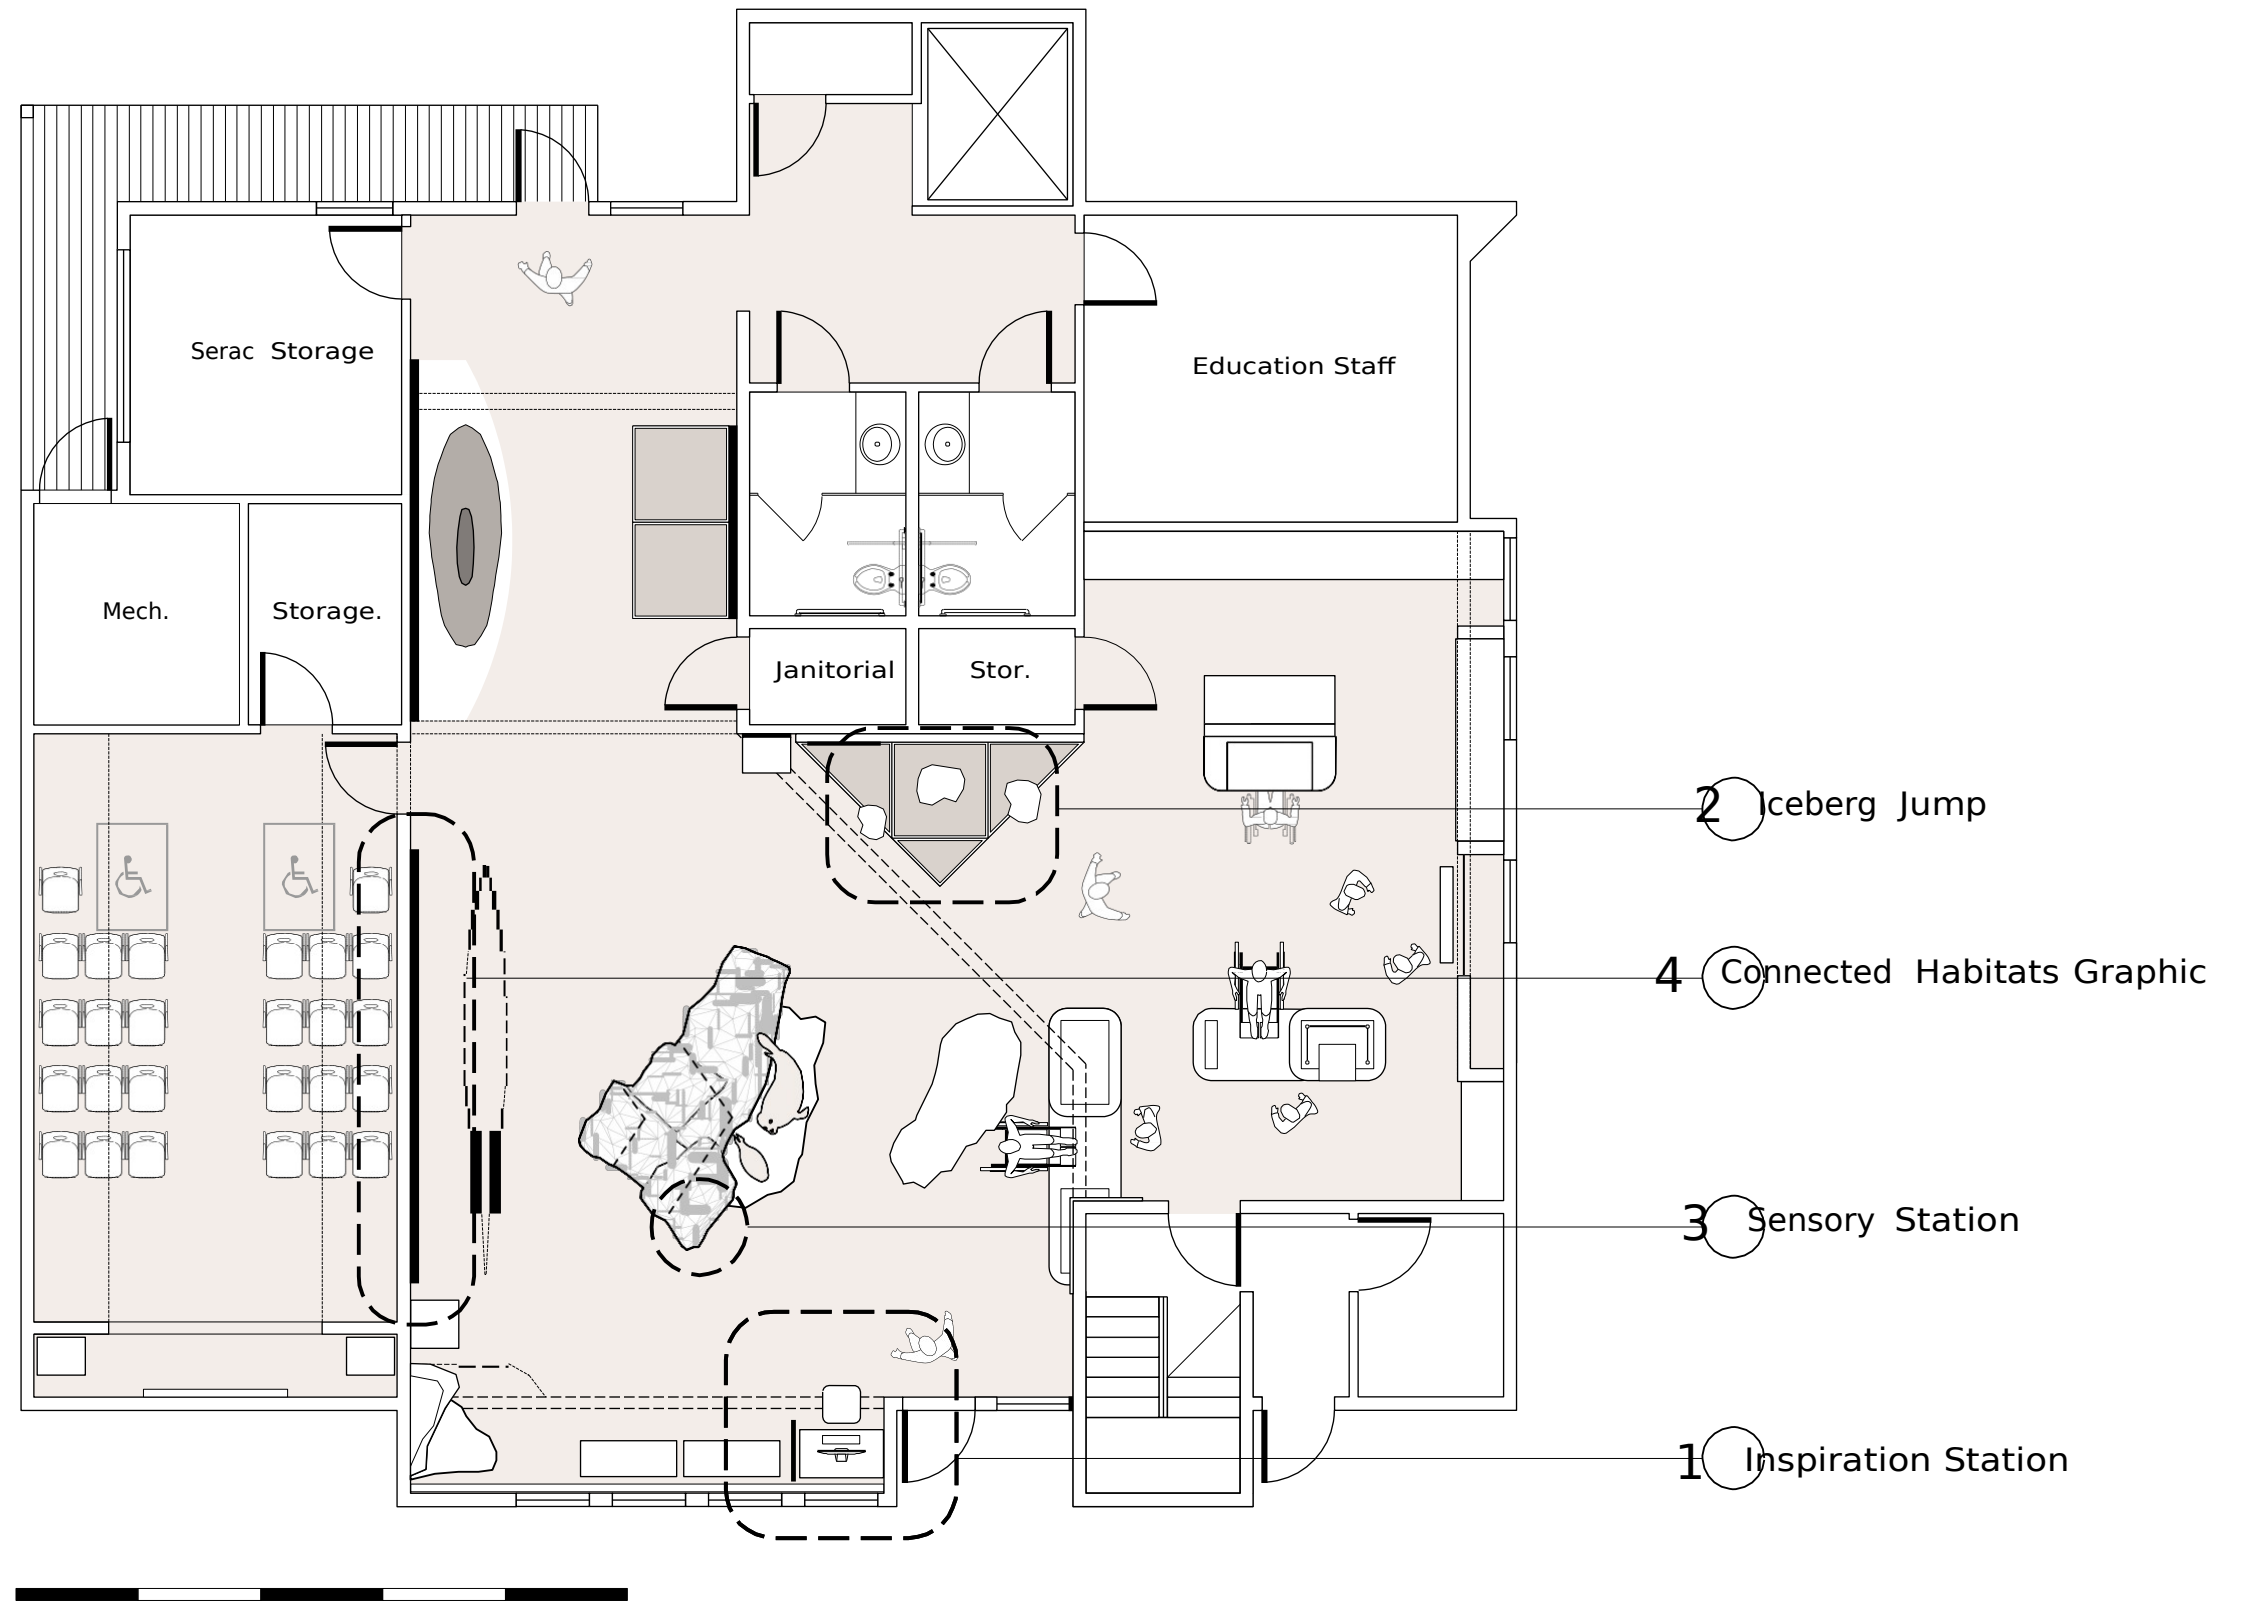 Serac Storage
Education Staff
Mech.
Storage.
Janitorial
Stor.
2 Iceberg Jump
4 Connected Habitats Graphic
3 Sensory Station
1 Inspiration Station